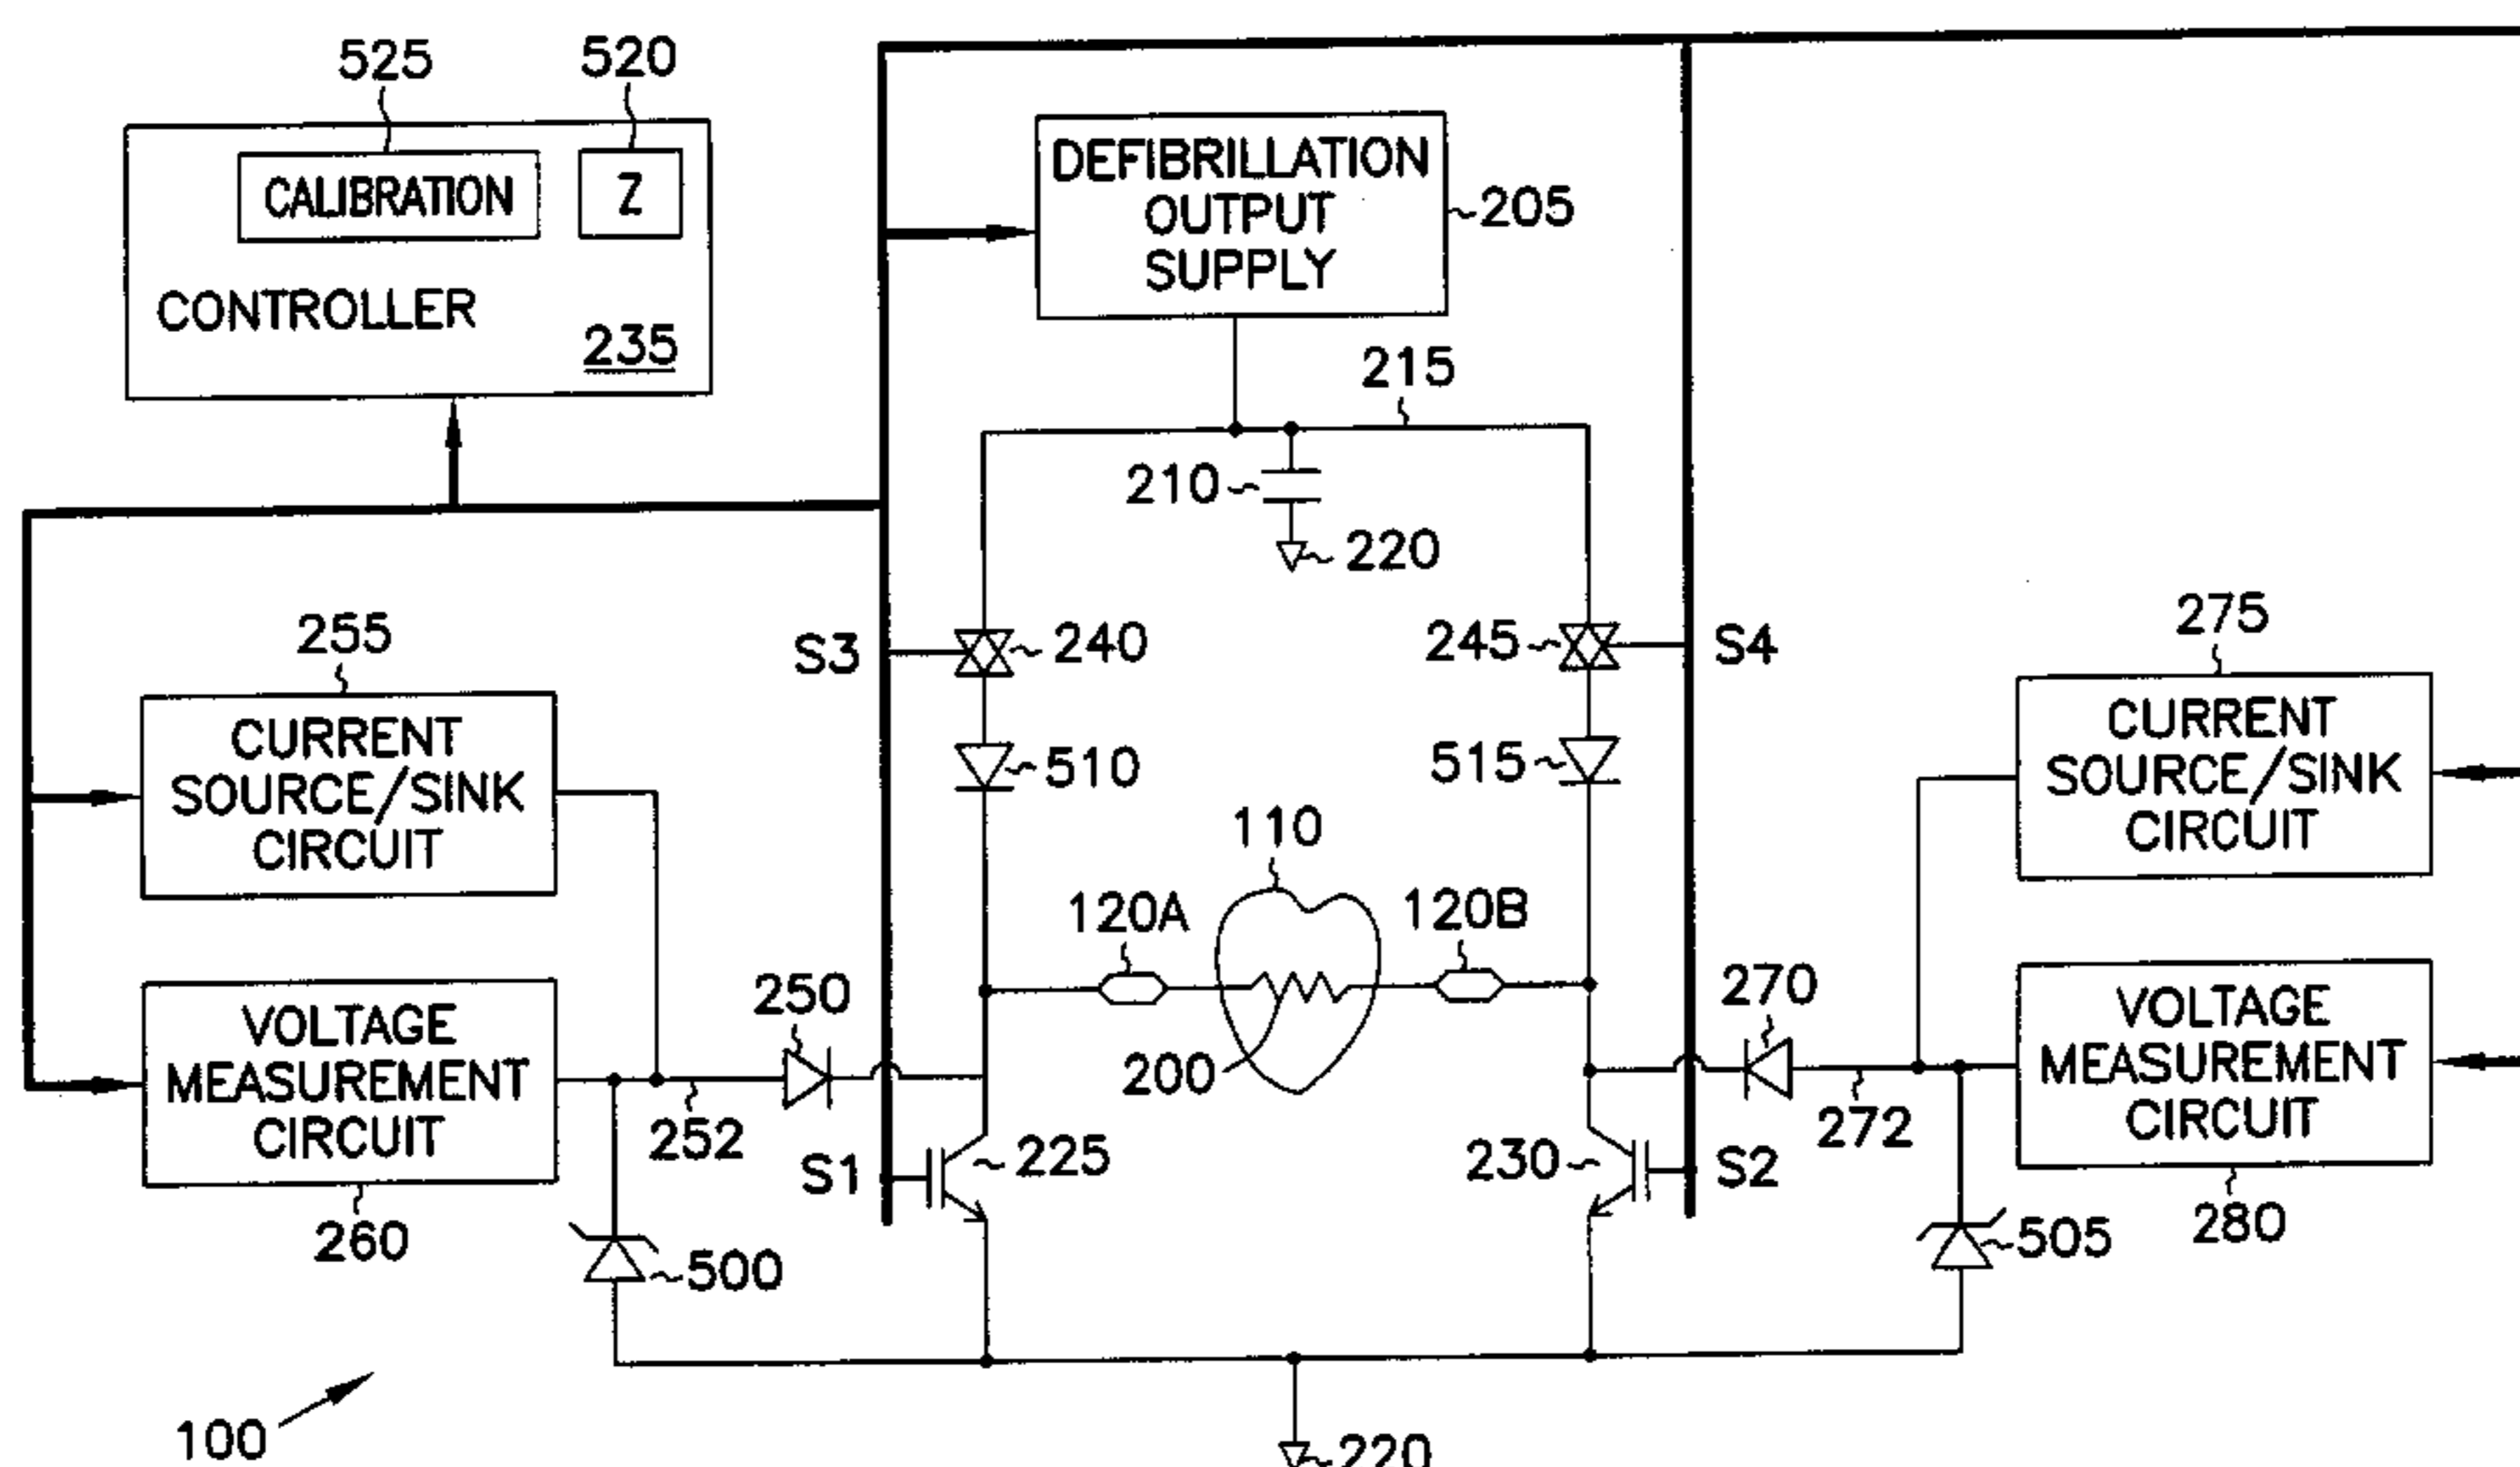 525
520
CALIBRATION
Z
CONTROLLER
235
DEFIBRILLATION
OUTPUT
SUPPLY
205
215
210
220
S3
240
245
S4
510
515
255
CURRENT
SOURCE/SINK
CIRCUIT
275
CURRENT
SOURCE/SINK
CIRCUIT
110
120A
120B
200
VOLTAGE
MEASUREMENT
CIRCUIT
260
250
252
270
272
VOLTAGE
MEASUREMENT
CIRCUIT
280
S1
225
230
S2
500
505
100
220